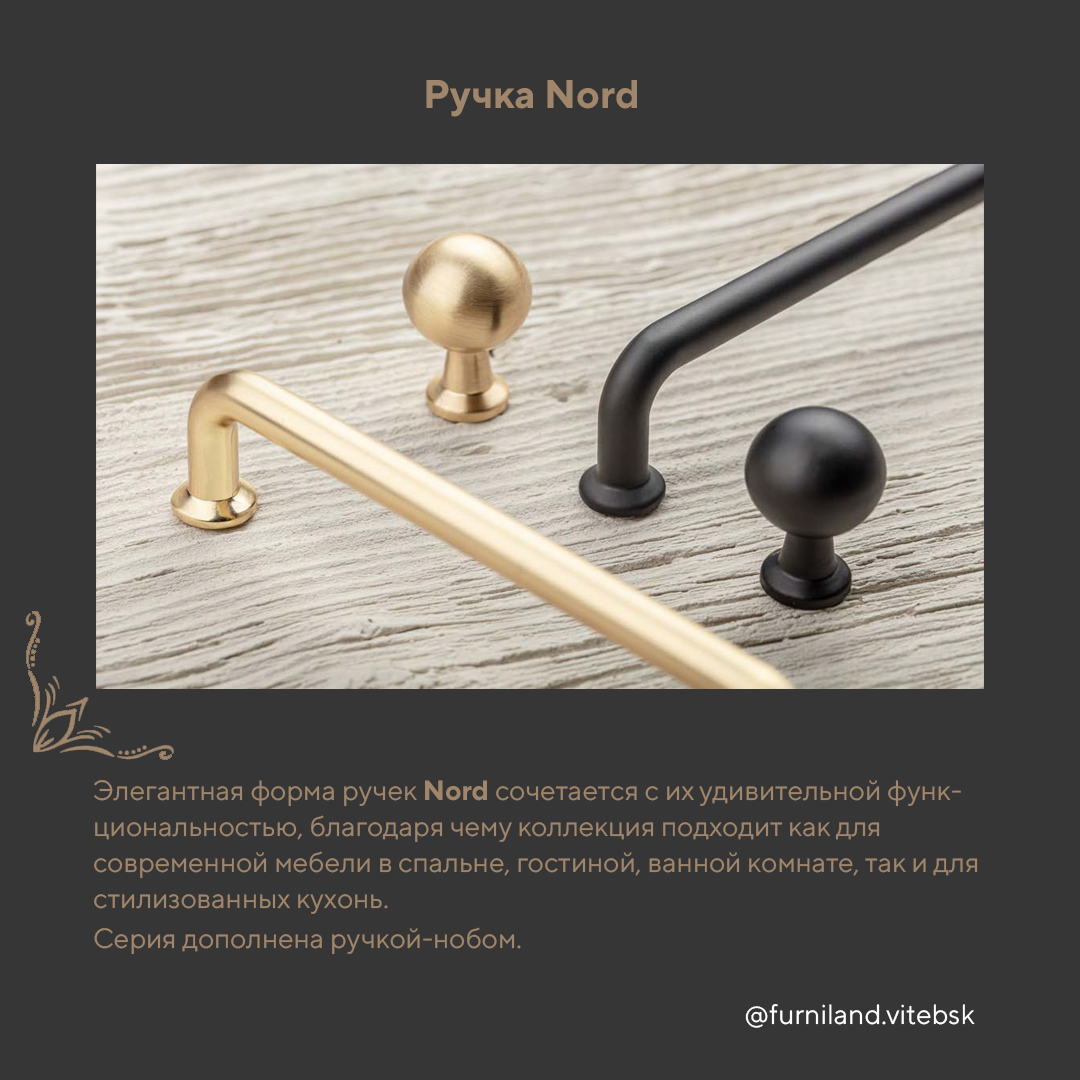 Ручка Nord
Элегантная форма ручек Nord сочетается с их удивительной функ-
циональностью, благодаря чему коллекция подходит как для
современной мебели в спальне, гостиной, ванной комнате, так и для
стилизованных кухонь.
Серия дополнена ручкой-нобом.
@furniland.vitebsk